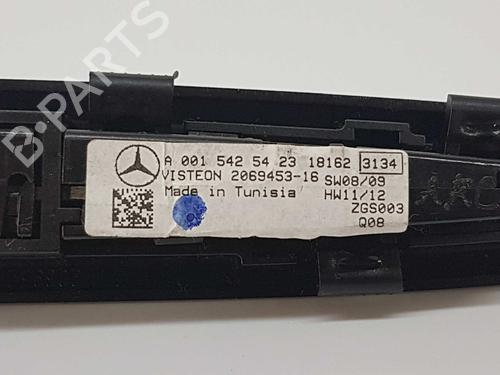 B-PARTS
A 001 542 54 23 18162 3134
VISTEON 2069453-16 SW08/09
Made in Tunisia HW11/12
ZGS003
Q08